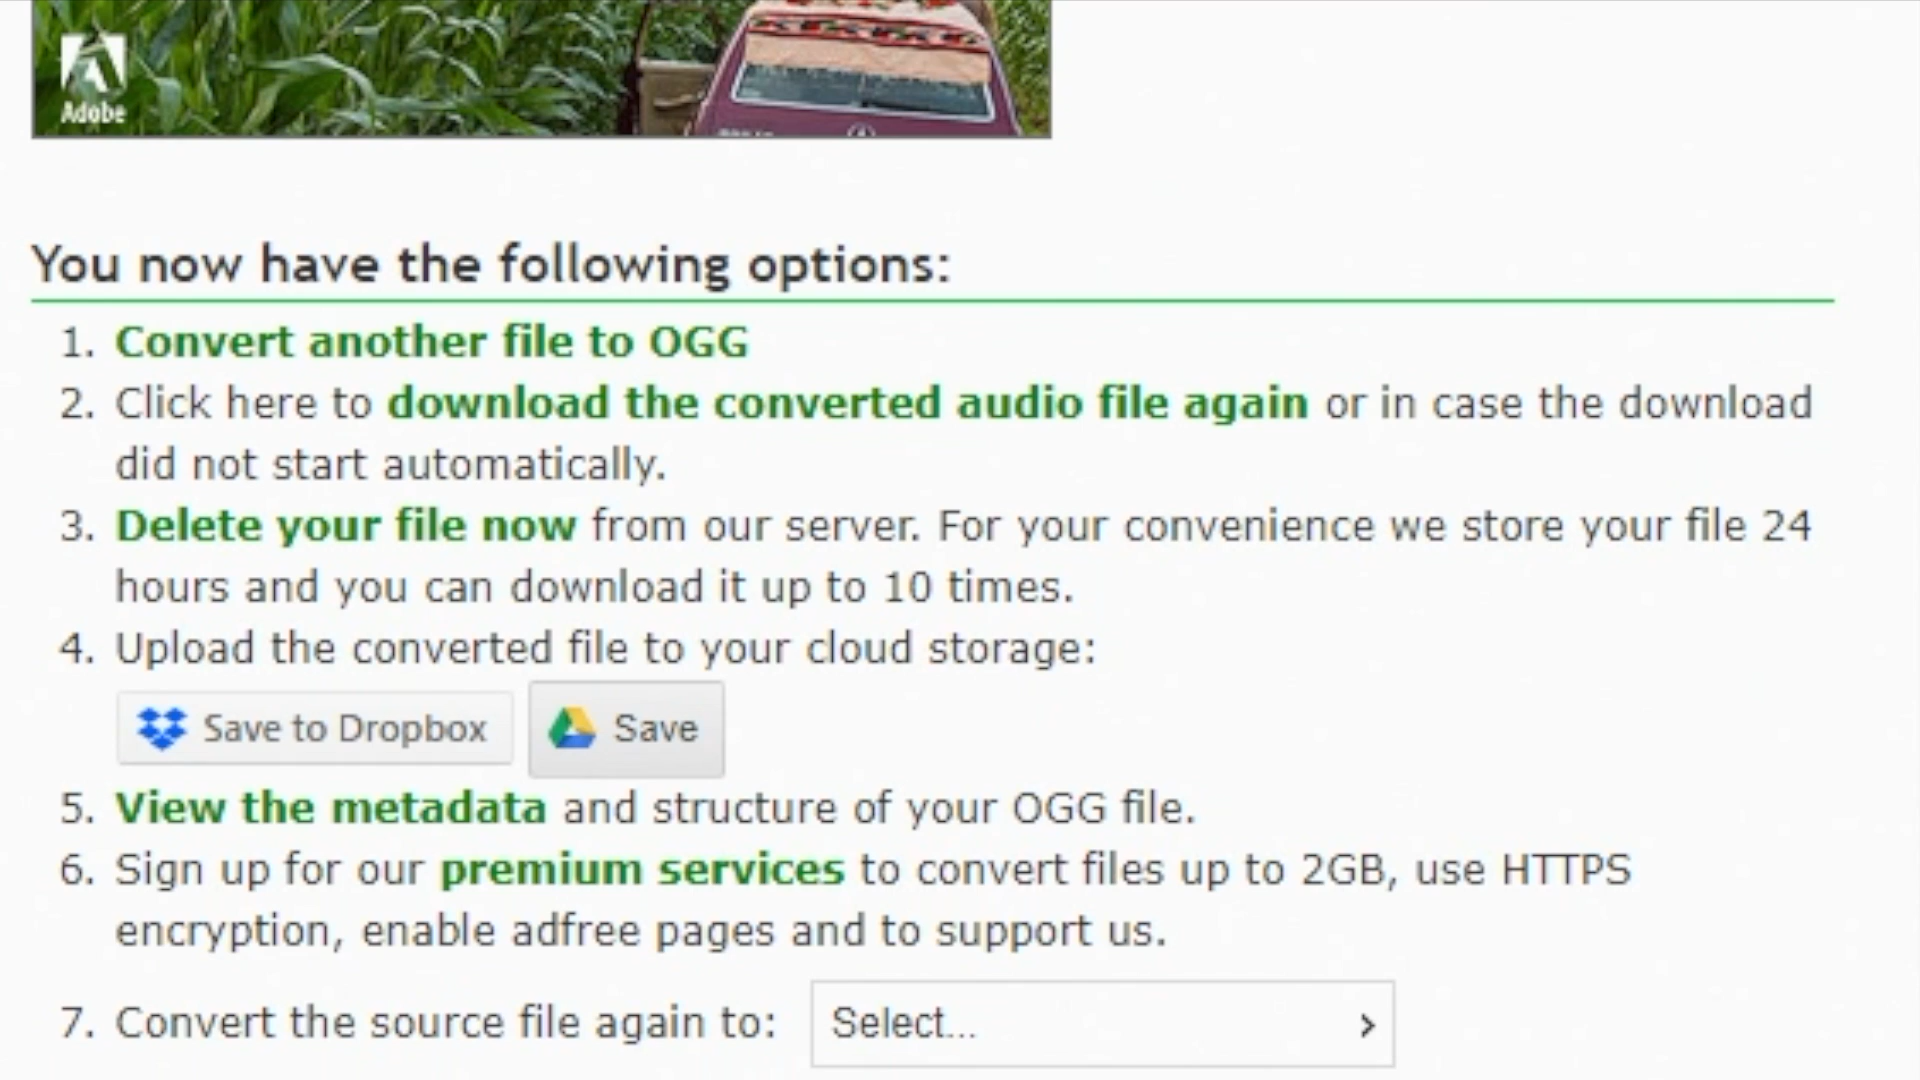 Adobe
You now have the following options:
1. Convert another file to OGG
2. Click here to download the converted audio file again or in case the download
did not start automatically.
3. Delete your file now from our server. For your convenience we store your file 24
hours and you can download it up to 10 times.
4. Upload the converted file to your cloud storage:
Save to Dropbox Save
5. View the metadata and structure of your OGG file.
6. Sign up for our premium services to convert files up to 2GB, use HTTPS
encryption, enable adfree pages and to support us.
7. Convert the source file again to: Select...